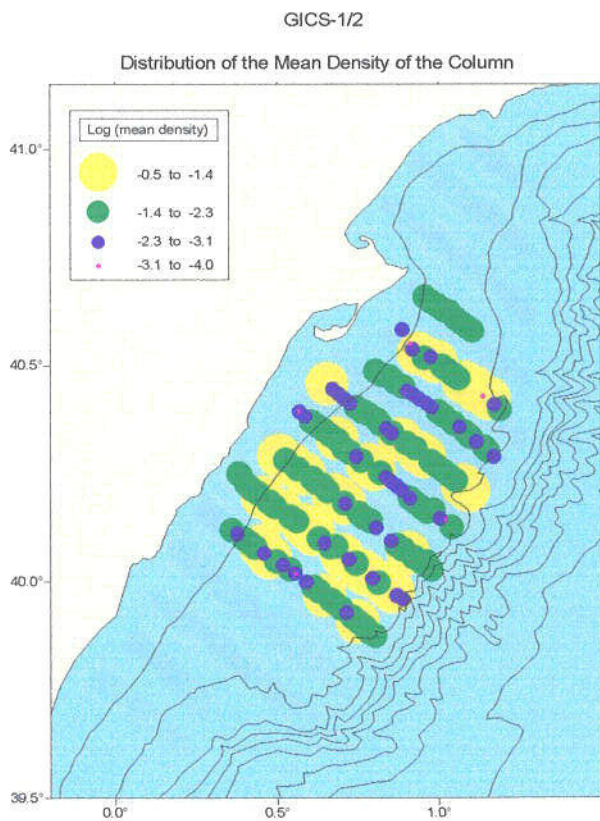 GICS-1/2
Distribution of the Mean Density of the Column
Log (mean density)
-0.5 to -1.4
-1.4 to -2.3
-2.3 to -3.1
-3.1 to -4.0
41.0°
40.5°
40.0°
39.5°
0.0°
0.5°
1.0°